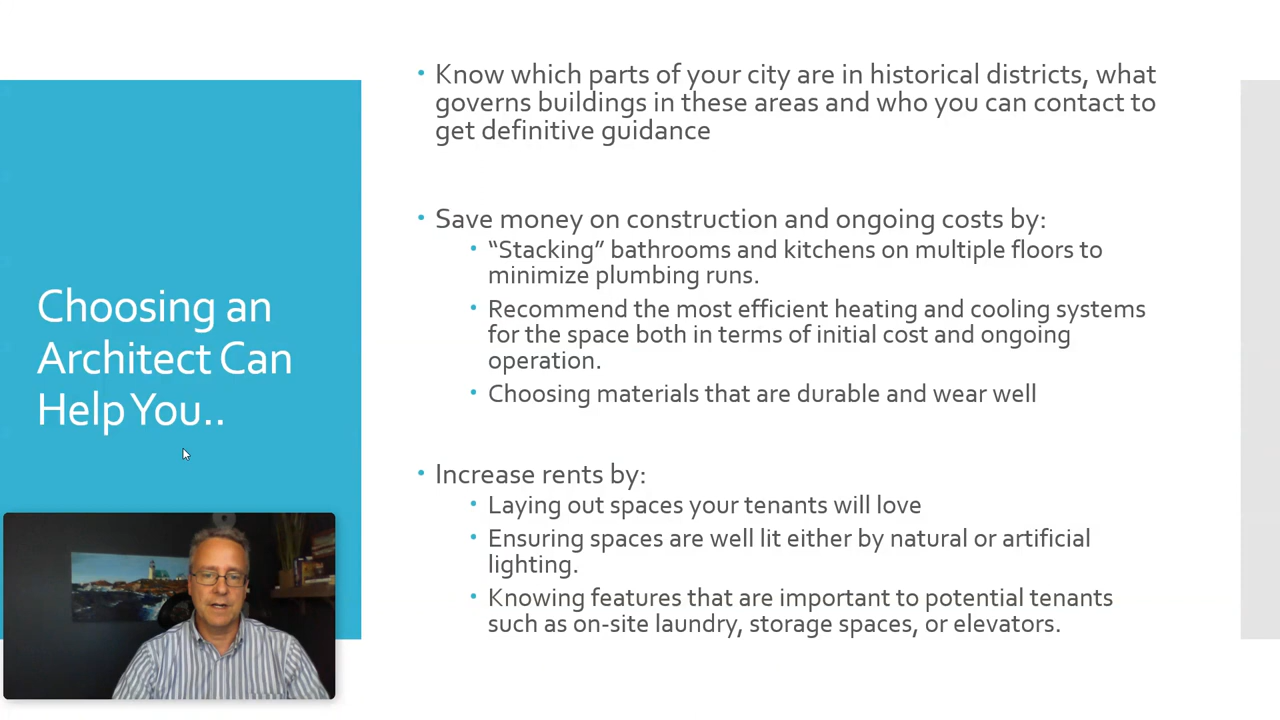 Choosing an
Architect Can
Help You..
• Know which parts of your city are in historical districts, what
governs buildings in these areas and who you can contact to
get definitive guidance
• Save money on construction and ongoing costs by:
• “Stacking” bathrooms and kitchens on multiple floors to
minimize plumbing runs.
• Recommend the most efficient heating and cooling systems
for the space both in terms of initial cost and ongoing
operation.
• Choosing materials that are durable and wear well
• Increase rents by:
• Laying out spaces your tenants will love
• Ensuring spaces are well lit either by natural or artificial
lighting.
• Knowing features that are important to potential tenants
such as on-site laundry, storage spaces, or elevators.